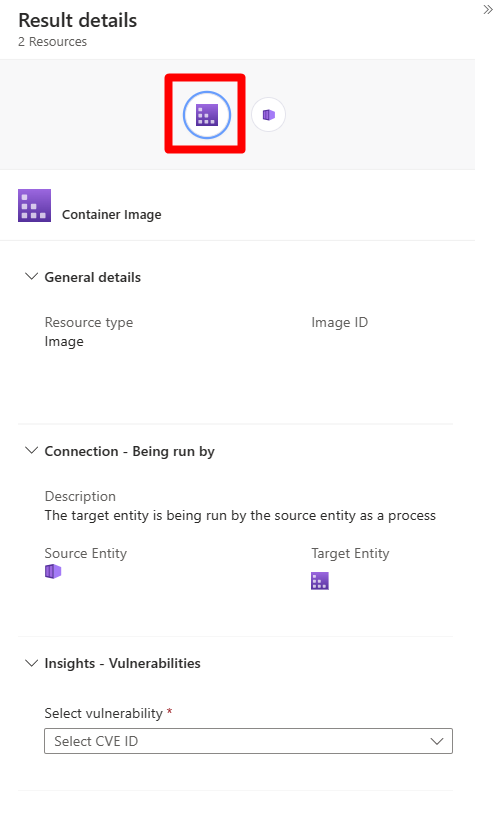 Result details
2 Resources
Container Image
General details
Resource type
Image ID
Image
Connection - Being run by
Description
The target entity is being run by the source entity as a process
Source Entity
Target Entity
Insights - Vulnerabilities
Select vulnerability *
Select CVE ID